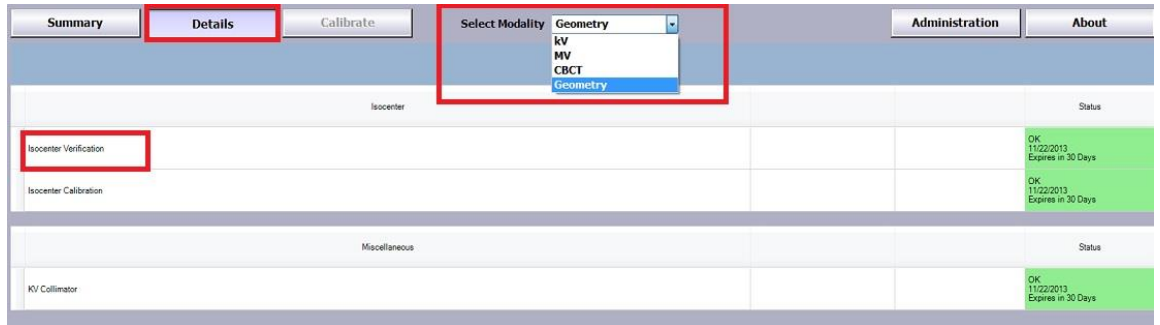 Summary Details Calibrate Select Modality Geometry Administration About
kV
MV
CBCT
Geometry
Isocenter Status
Isocenter Verification
OK
11/22/2013
Expires in 30 Days
Isocenter Calibration
OK
11/22/2013
Expires in 30 Days
Miscellaneous Status
KV Collimator
OK
11/22/2013
Expires in 30 Days